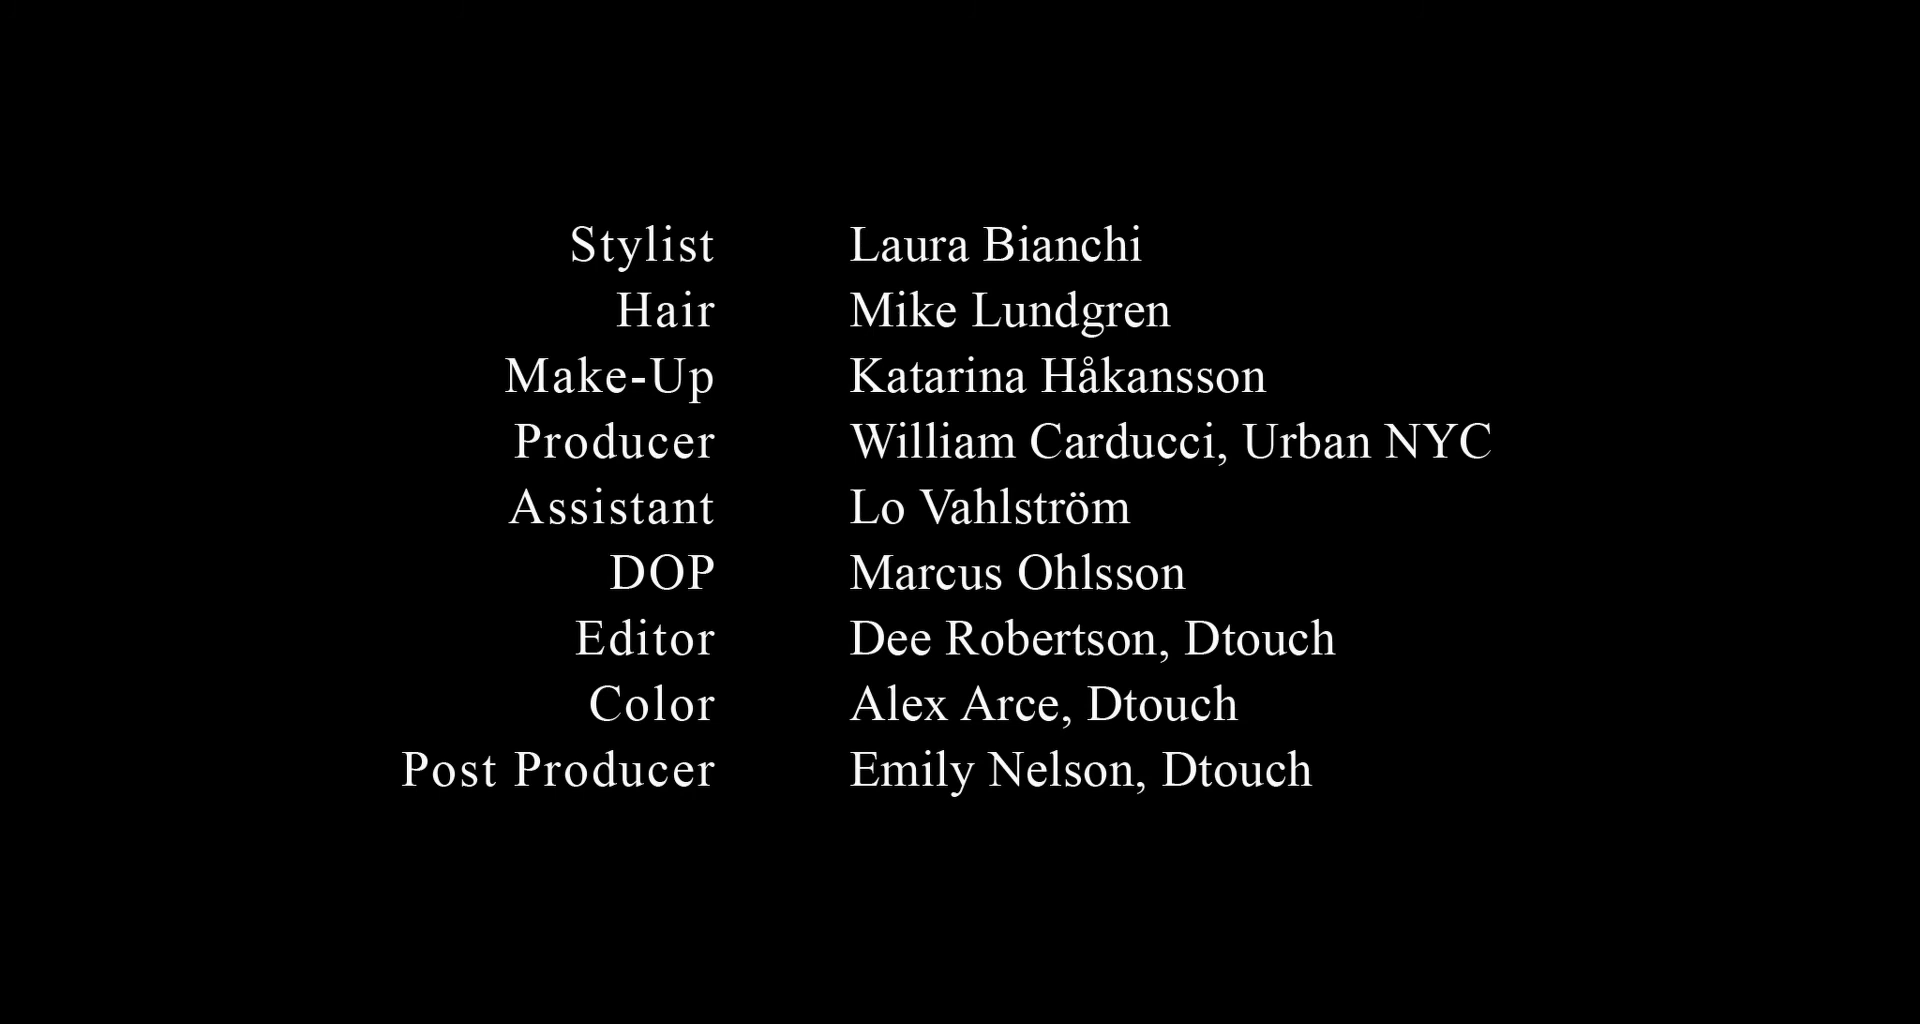 Stylist Laura Bianchi
Hair Mike Lundgren
Make-Up Katarina Håkansson
Producer William Carducci, Urban NYC
Assistant Lo Vahlström
DOP Marcus Ohlsson
Editor Dee Robertson, Dtouch
Color Alex Arce, Dtouch
Post Producer Emily Nelson, Dtouch